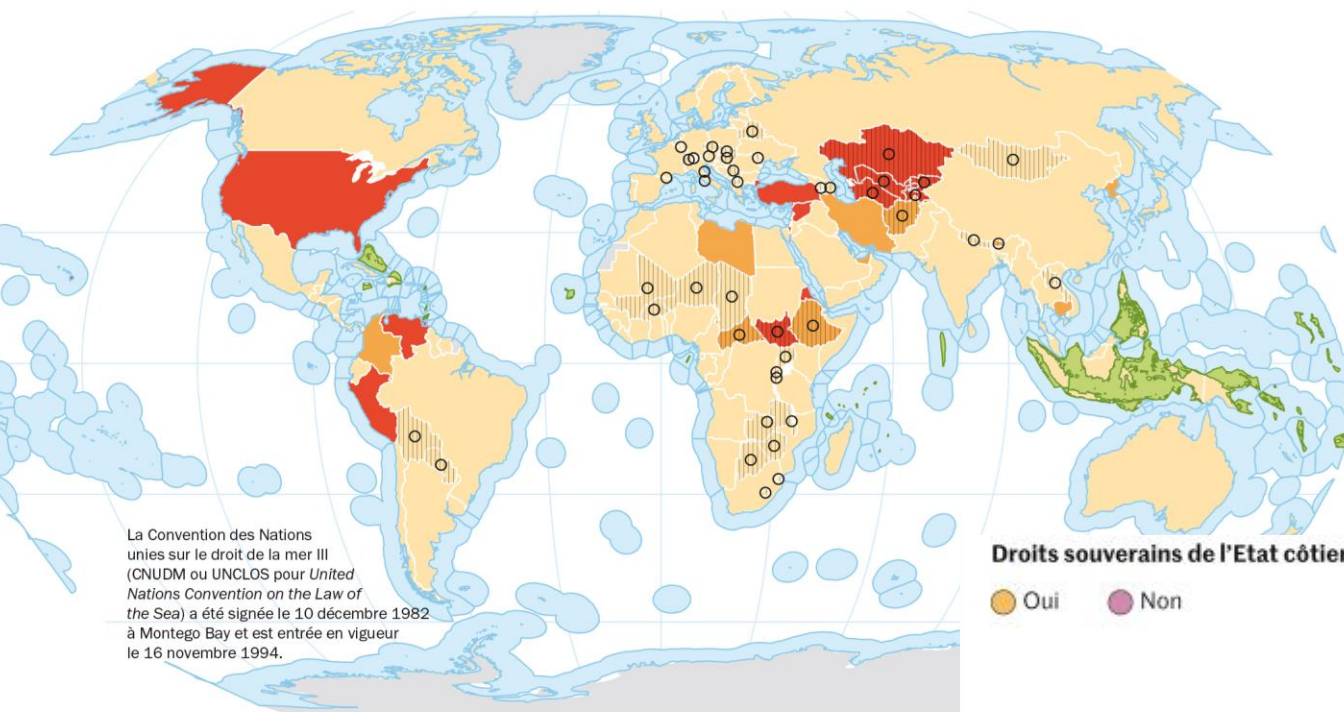 La Convention des Nations
unies sur le droit de la mer III
(CNUDM ou UNCLOS pour United
Nations Convention on the Law of
the Sea) a été signée le 10 décembre 1982
à Montego Bay et est entrée en vigueur
le 16 novembre 1994.
Droits souverains de l'Etat côtier
Oui
Non